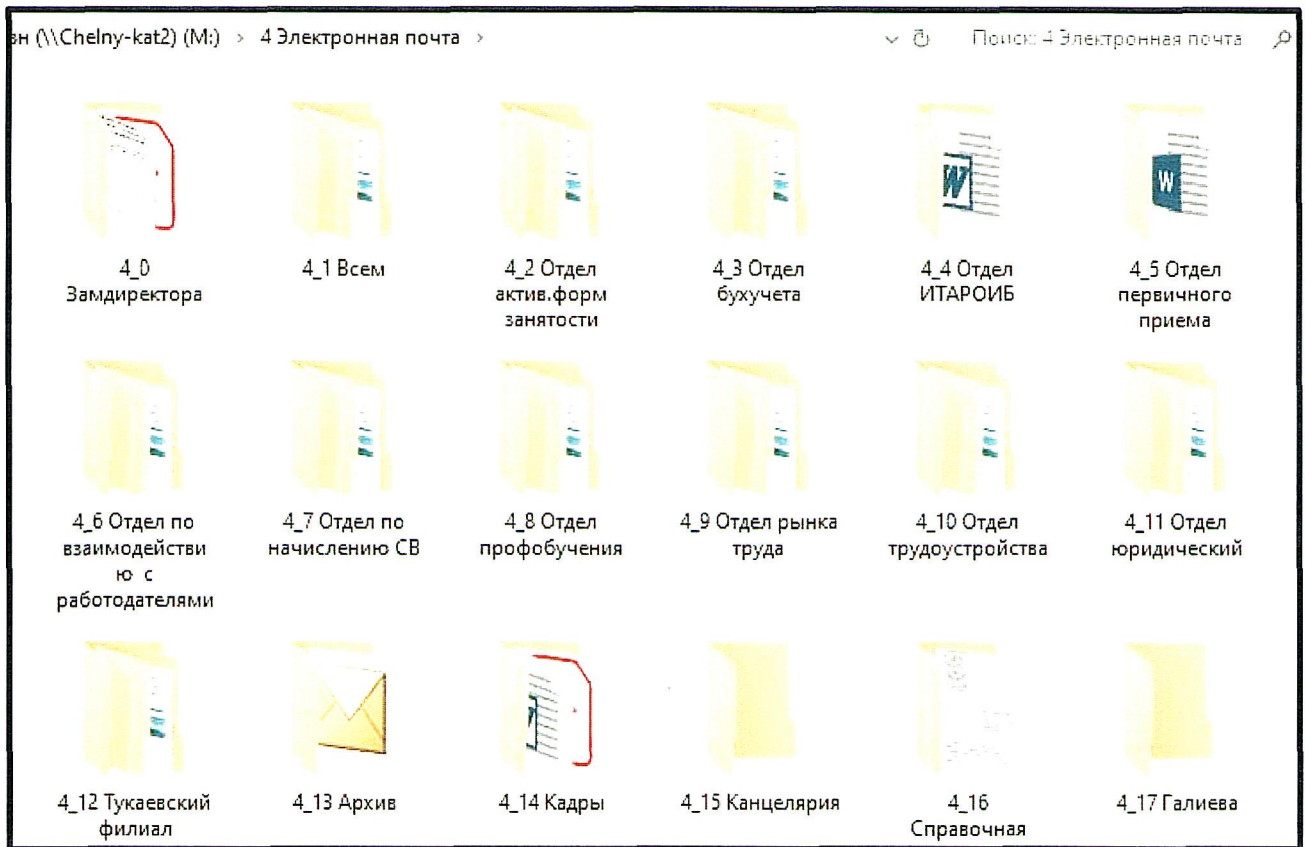 зн (\\Chelny-kat2) (M:) > 4 Электронная почта >
Поиск: 4 Электронная почта
4_0
Замдиректора
4_1 Всем
4_2 Отдел
актив.форм
занятости
4_3 Отдел
бухучета
4_4 Отдел
ИТАРОИБ
4_5 Отдел
первичного
приема
4_6 Отдел по
взаимодействи
ю с
работодателями
4_7 Отдел по
начислению СВ
4_8 Отдел
профобучения
4_9 Отдел рынка
труда
4_10 Отдел
трудоустройства
4_11 Отдел
юридический
4_12 Тукаевский
филиал
4_13 Архив
4_14 Кадры
4_15 Канцелярия
4_16
Справочная
4_17 Галиева